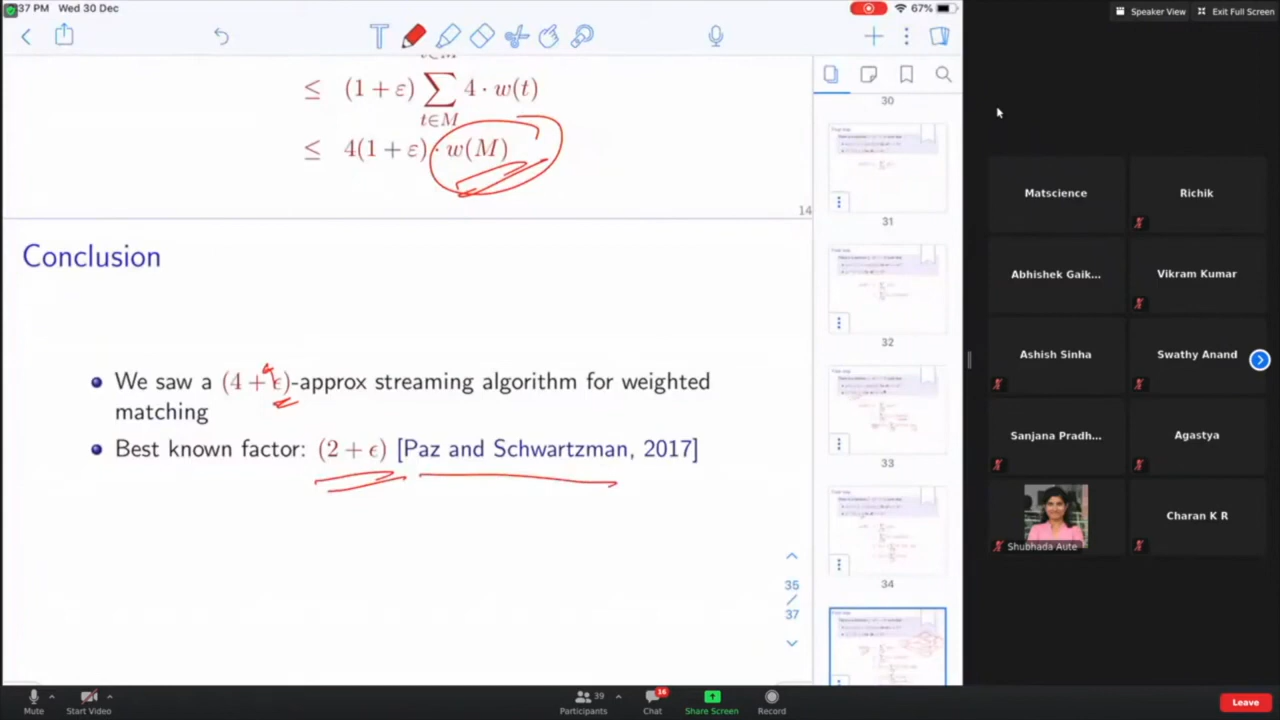 :37 PM Wed 30 Dec
67%
Speaker View
Exit Full Screen
≤ (1 + ε) ∑ 4 · w(t)
t∈M
≤ 4(1 + ε) · w(M)
14
Conclusion
We saw a (4 + ϵ)-approx streaming algorithm for weighted
matching
Best known factor: (2 + ϵ) [Paz and Schwartzman, 2017]
35
/
37
30
31
32
33
34
Matscience
Richik
Abhishek Gaik...
Vikram Kumar
Ashish Sinha
Swathy Anand
Sanjana Pradh...
Agastya
Shubhada Aute
Charan K R
Mute
Start Video
39
Participants
16
Chat
Share Screen
Record
Leave